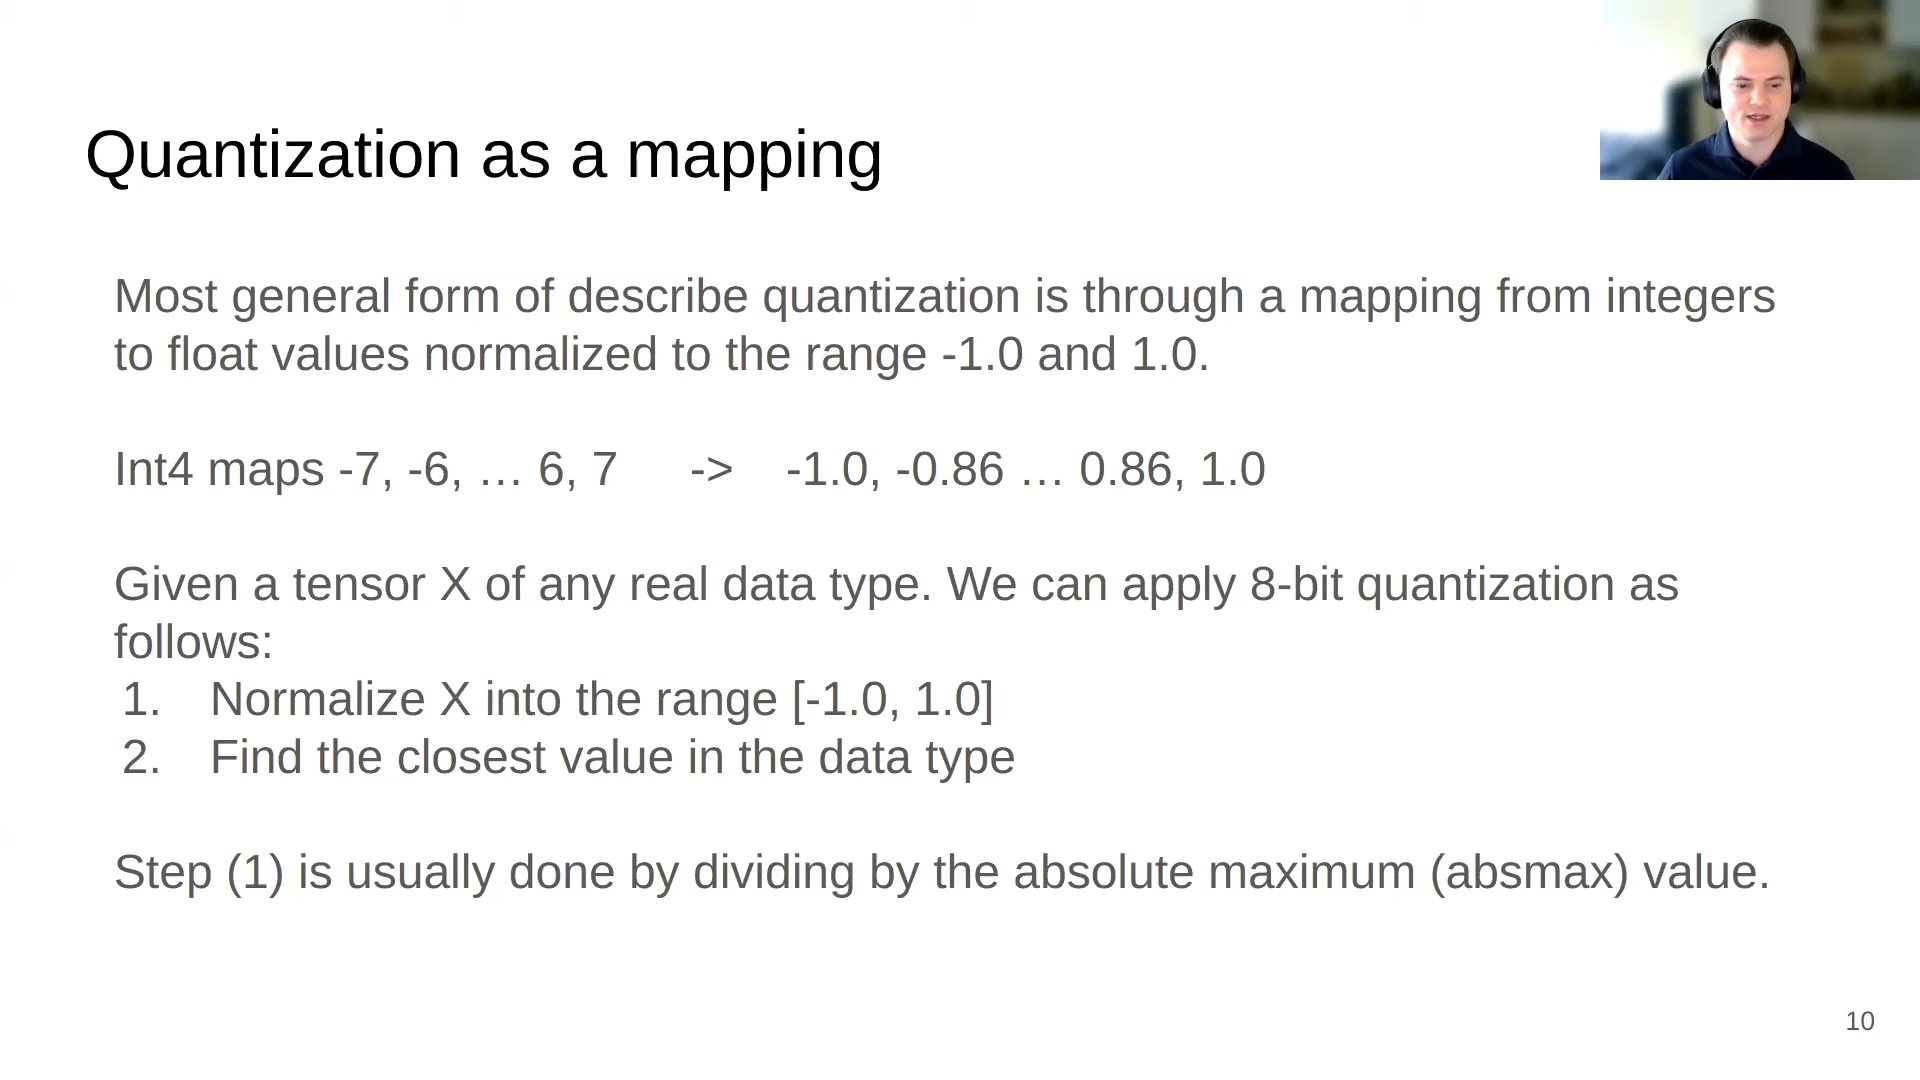 Quantization as a mapping
Most general form of describe quantization is through a mapping from integers
to float values normalized to the range -1.0 and 1.0.
Int4 maps -7, -6, … 6, 7 -> -1.0, -0.86 … 0.86, 1.0
Given a tensor X of any real data type. We can apply 8-bit quantization as
follows:
1. Normalize X into the range [-1.0, 1.0]
2. Find the closest value in the data type
Step (1) is usually done by dividing by the absolute maximum (absmax) value.
10